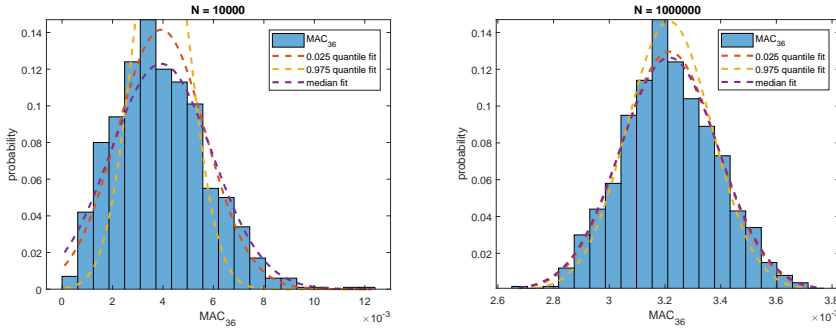 N = 10000
MAC36
0.025 quantile fit
0.975 quantile fit
median fit
probability
0.14
0.12
0.1
0.08
0.06
0.04
0.02
0
0 2 4 6 8 10 12
MAC36
×10-3
N = 1000000
MAC36
0.025 quantile fit
0.975 quantile fit
median fit
probability
0.14
0.12
0.1
0.08
0.06
0.04
0.02
2.6 2.8 3 3.2 3.4 3.6 3.8
MAC36
×10-3